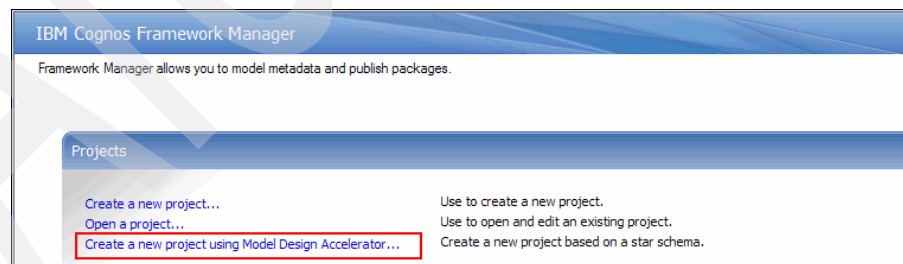 IBM Cognos Framework Manager
Framework Manager allows you to model metadata and publish packages.
Projects
Create a new project... Use to create a new project.
Open a project... Use to open and edit an existing project.
Create a new project using Model Design Accelerator... Create a new project based on a star schema.